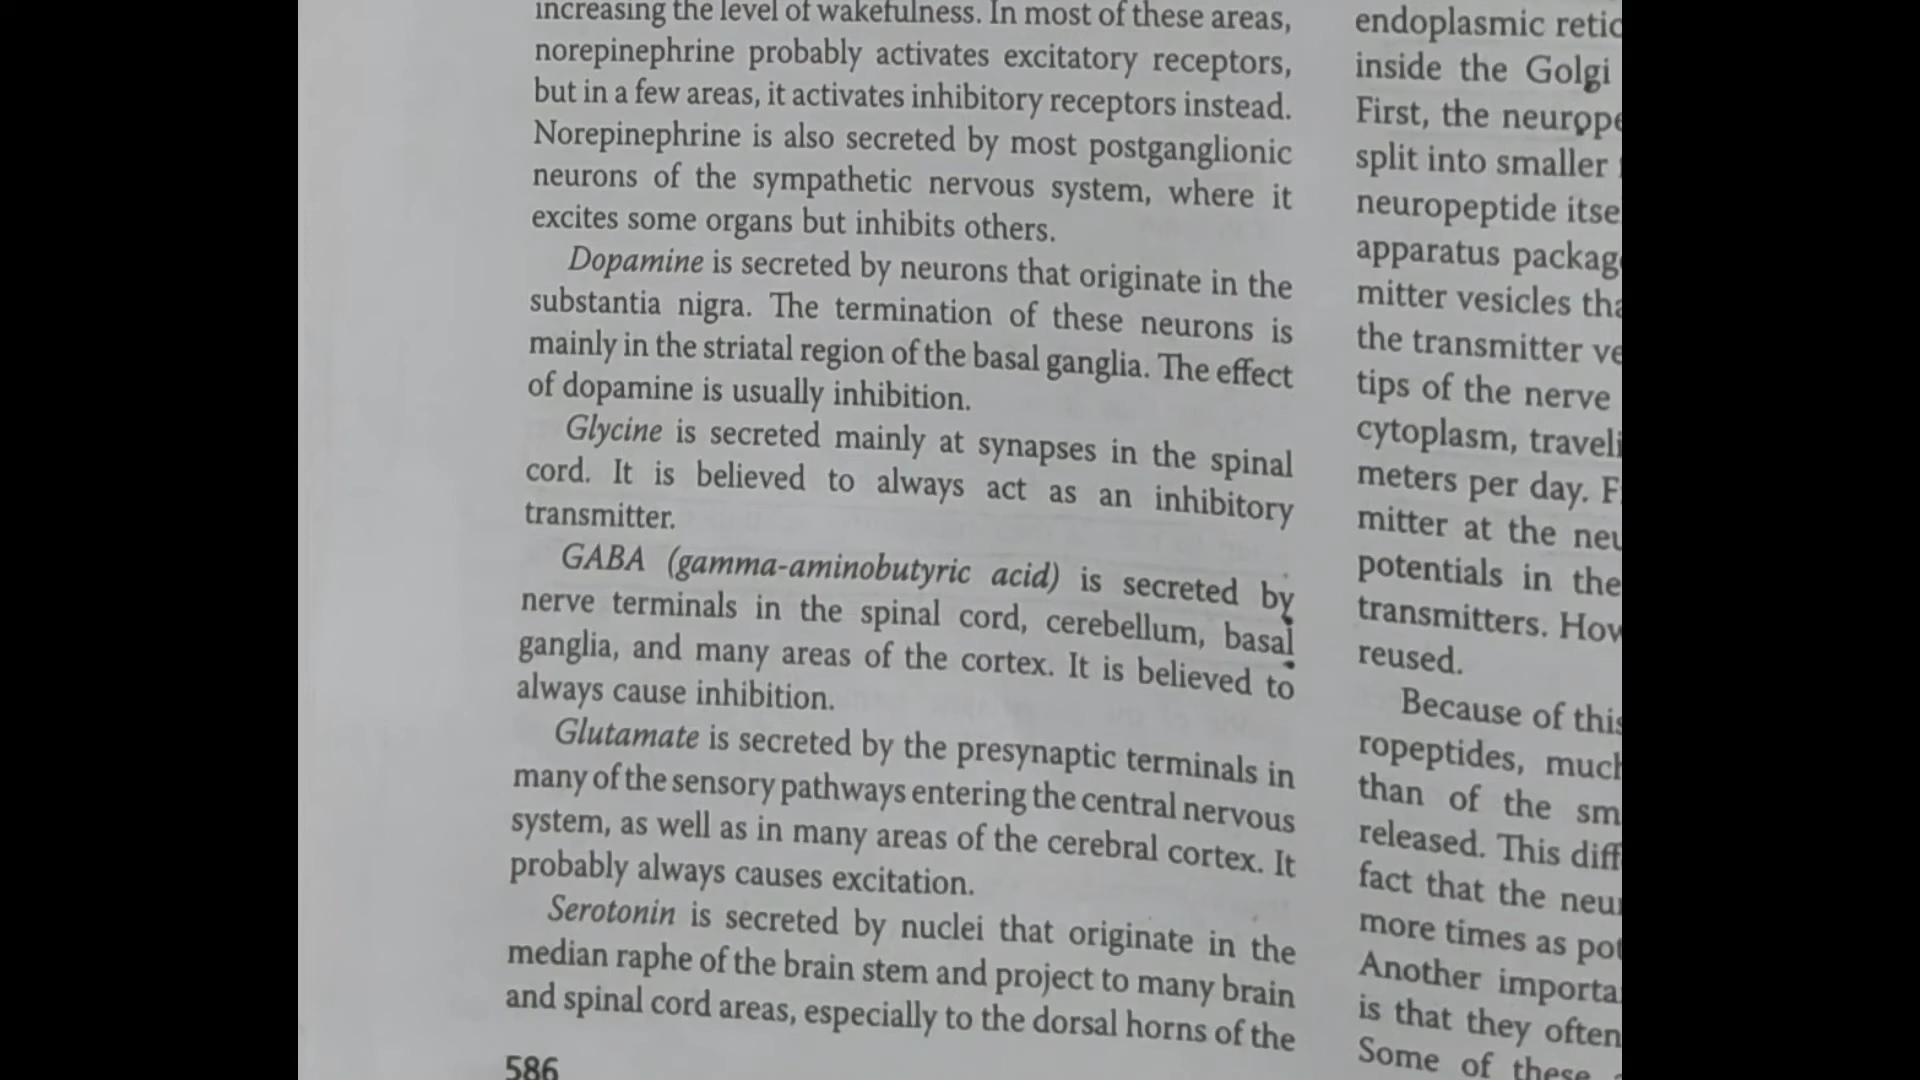 increasing the level of wakefulness. In most of these areas,
norepinephrine probably activates excitatory receptors,
but in a few areas, it activates inhibitory receptors instead.
Norepinephrine is also secreted by most postganglionic
neurons of the sympathetic nervous system, where it
excites some organs but inhibits others.
Dopamine is secreted by neurons that originate in the
substantia nigra. The termination of these neurons is
mainly in the striatal region of the basal ganglia. The effect
of dopamine is usually inhibition.
Glycine is secreted mainly at synapses in the spinal
cord. It is believed to always act as an inhibitory
transmitter.
GABA (gamma-aminobutyric acid) is secreted by
nerve terminals in the spinal cord, cerebellum, basal
ganglia, and many areas of the cortex. It is believed to
always cause inhibition.
Glutamate is secreted by the presynaptic terminals in
many of the sensory pathways entering the central nervous
system, as well as in many areas of the cerebral cortex. It
probably always causes excitation.
Serotonin is secreted by nuclei that originate in the
median raphe of the brain stem and project to many brain
and spinal cord areas, especially to the dorsal horns of the
586
endoplasmic
inside the Golgi
First, the
split into smaller
neuropeptide
apparatus
mitter vesicles
the transmitter
tips of the nerve
cytoplasm,
meters per day.
mitter at the
potentials in the
transmitters.
reused.
Because of
ropeptides,
than of the
released. This
fact that the
more times as
Another
is that they often
Some of these